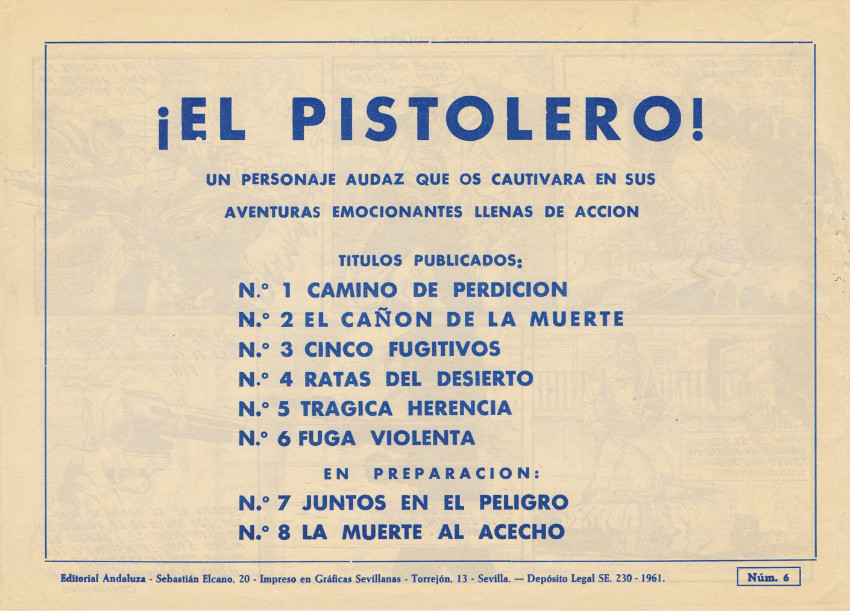 ¡EL PISTOLERO!
UN PERSONAJE AUDAZ QUE OS CAUTIVARA EN SUS
AVENTURAS EMOCIONANTES LLENAS DE ACCION
TITULOS PUBLICADOS:
N.º 1 CAMINO DE PERDICION
N.º 2 EL CAÑON DE LA MUERTE
N.º 3 CINCO FUGITIVOS
N.º 4 RATAS DEL DESIERTO
N.º 5 TRAGICA HERENCIA
N.º 6 FUGA VIOLENTA
EN PREPARACION:
N.º 7 JUNTOS EN EL PELIGRO
N.º 8 LA MUERTE AL ACECHO
Editorial Andaluza - Sebastián Elcano, 20 - Impreso en Gráficas Sevillanas - Torrejón, 13 - Sevilla. — Depósito Legal SE. 230 - 1961.
Núm. 6